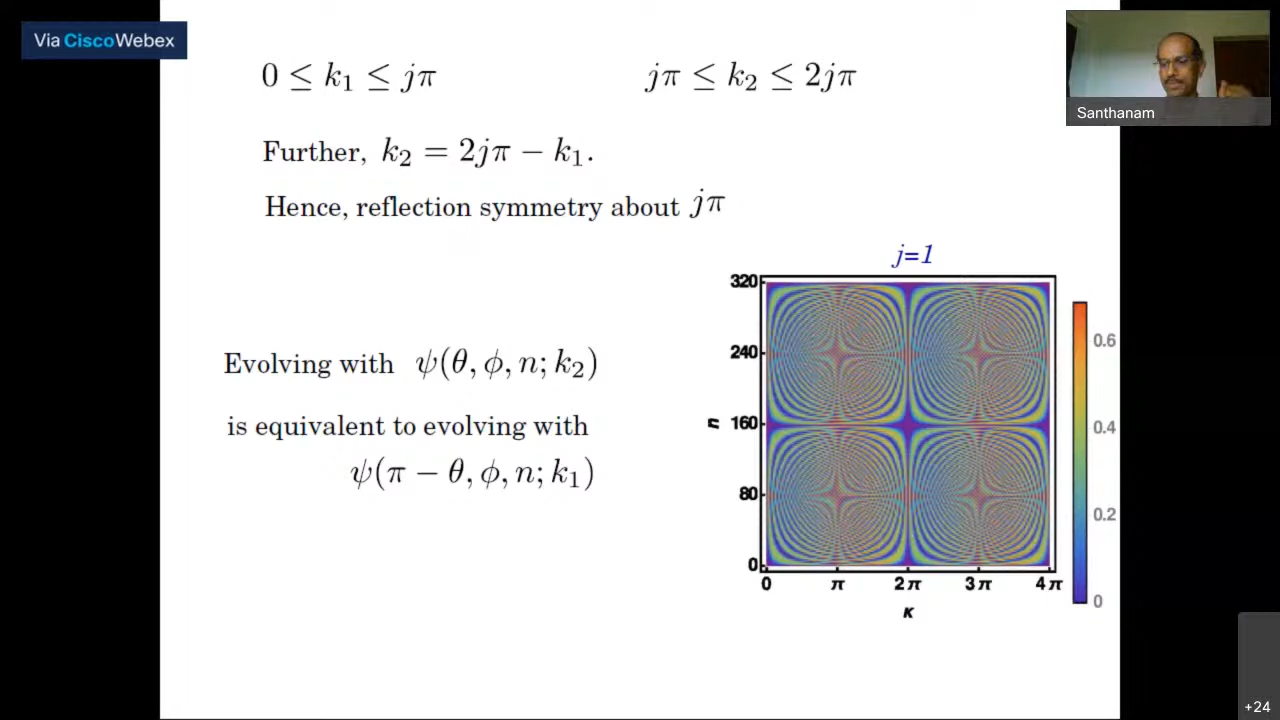 Via CiscoWebex
0 ≤ k₁ ≤ jπ
jπ ≤ k₂ ≤ 2jπ
Santhanam
Further, k₂ = 2jπ − k₁.
Hence, reflection symmetry about jπ
j=1
Evolving with ψ(θ, ϕ, n; k₂)
is equivalent to evolving with
ψ(π − θ, ϕ, n; k₁)
320
240
160
80
0
n
0 π 2π 3π 4π
κ
0.6
0.4
0.2
0
+24